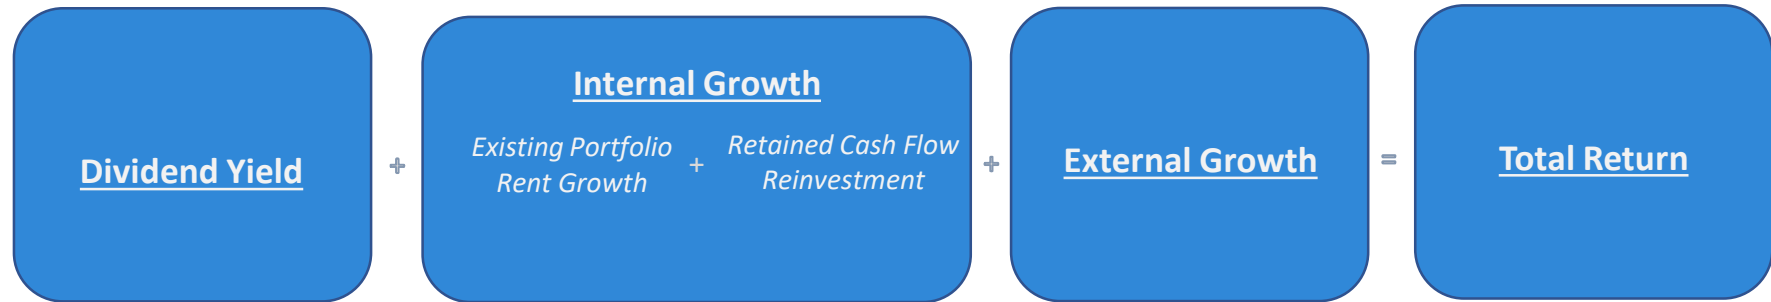 Dividend Yield
+
Internal Growth
Existing Portfolio
Rent Growth
+
Retained Cash Flow
Reinvestment
+
External Growth
=
Total Return